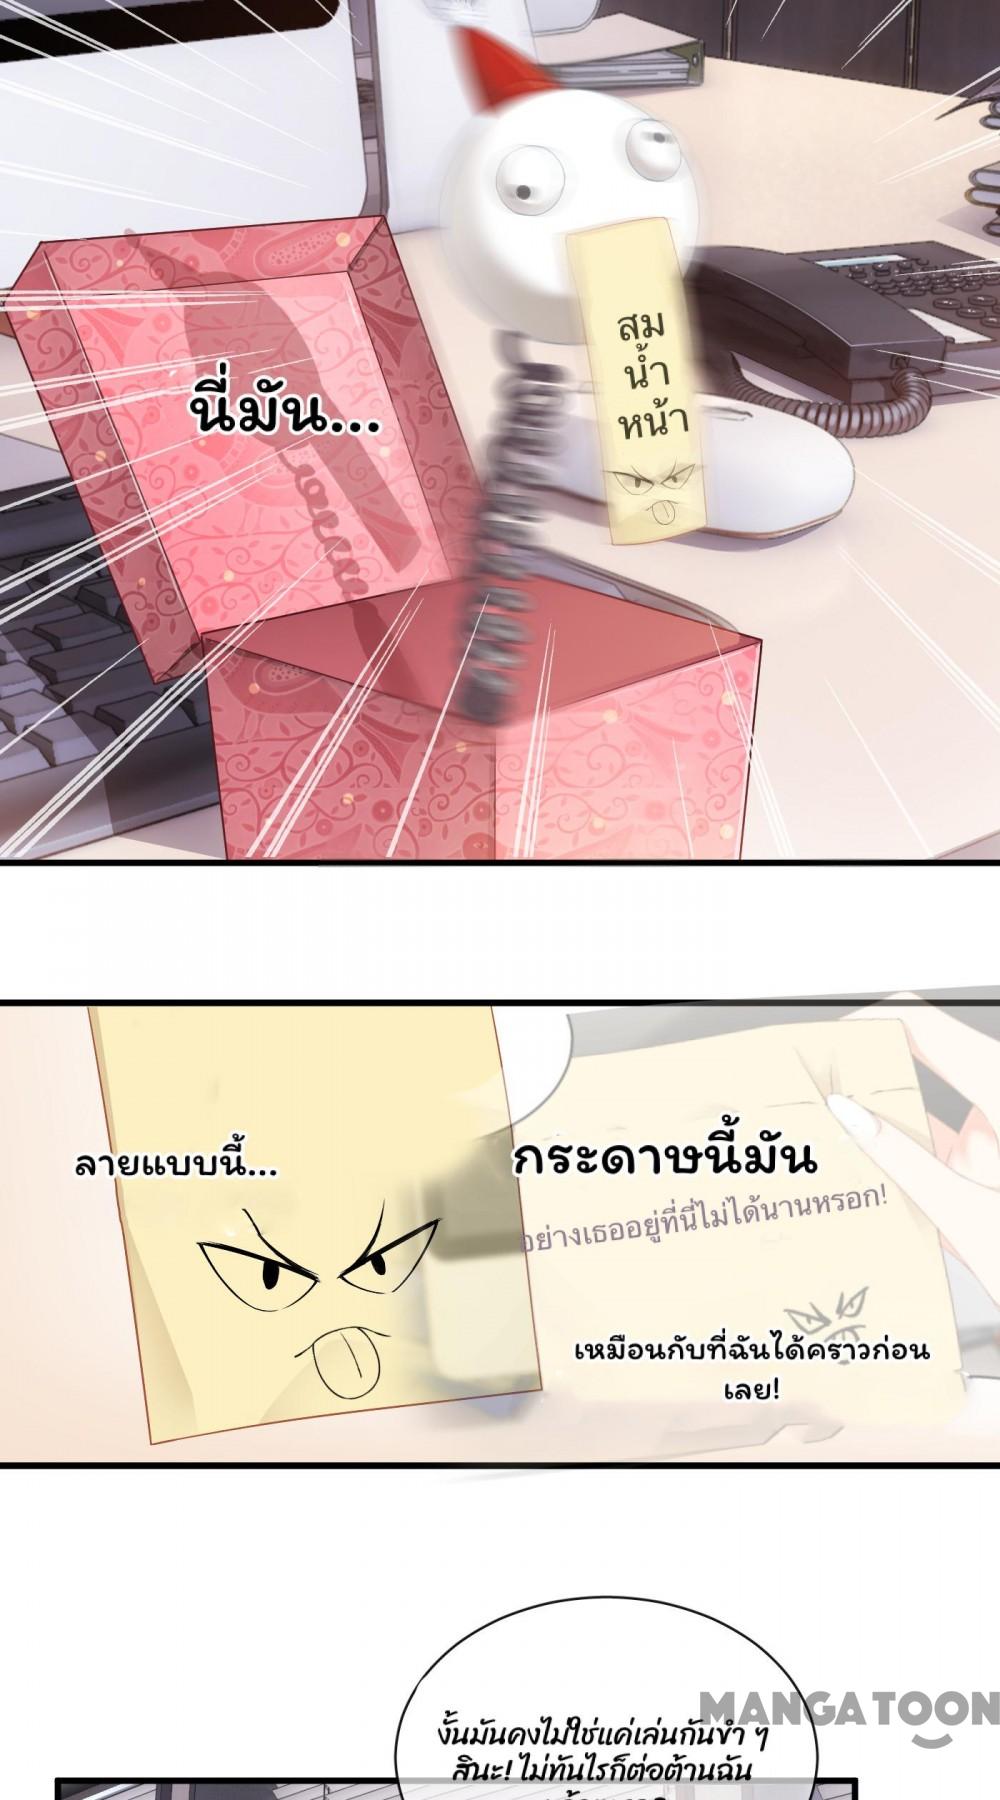 สม
น้ำ
หน้า
นี่มัน...
ลายแบบนี้...
กระดาษนี้มัน
อย่างเธออยู่ที่นี่ไม่ได้นานหรอก!
เหมือนกับที่ฉันได้คราวก่อน
เลย!
MANGATOON
งั้นมันคงไม่ใช่แค่เล่นกันขำ ๆ
สินะ! ไม่ทันไรก็ต่อต้านฉัน